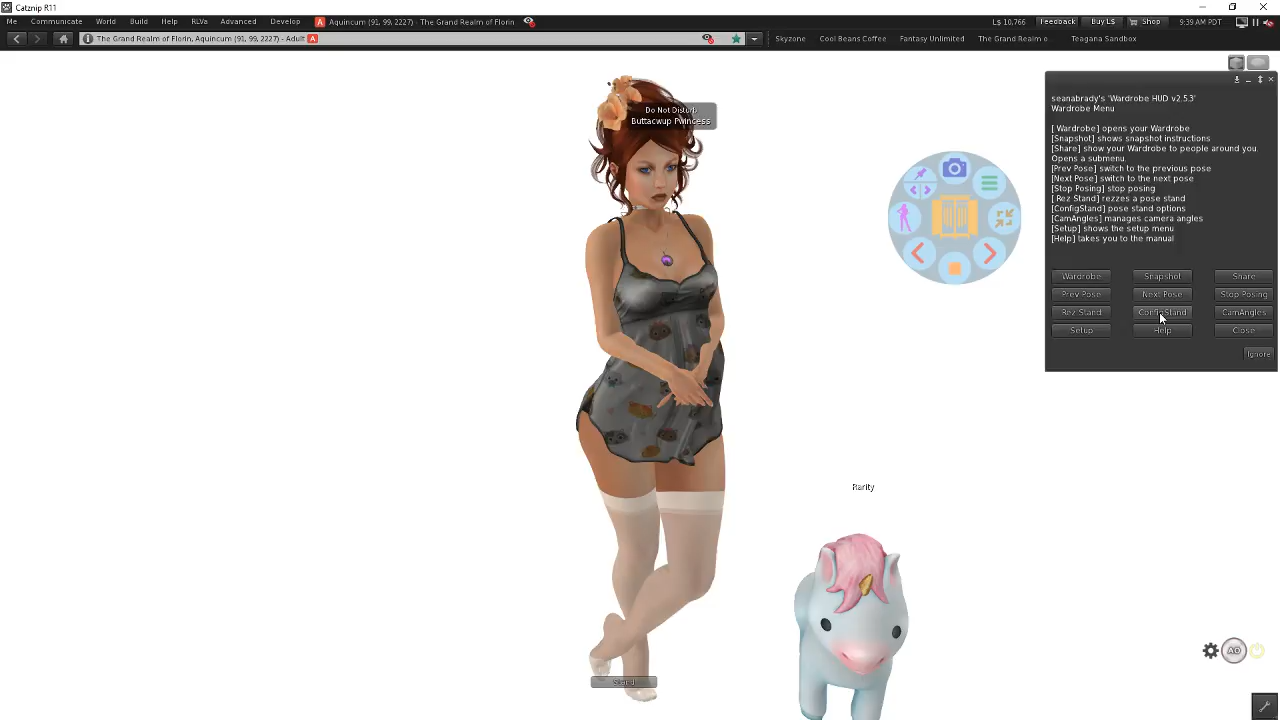 Catznip R11
Me Communicate World Build Help RLVa Advanced Develop A Aquincum (91, 99, 2227) - The Grand Realm of Florin L$ 10,766 Feedback Buy L$ Shop 9:39 AM PDT
The Grand Realm of Florin, Aquincum (91, 99, 2227) - Adult A Skyzone Cool Beans Coffee Fantasy Unlimited The Grand Realm o... Teagana Sandbox
Do Not Disturb
Buttacwup Pwincess
seanabrady's 'Wardrobe HUD v2.5.3'
Wardrobe Menu
[ Wardrobe] opens your Wardrobe
[Snapshot] shows snapshot instructions
[Share] show your Wardrobe to people around you.
Opens a submenu.
[Prev Pose] switch to the previous pose
[Next Pose] switch to the next pose
[Stop Posing] stop posing
[ Rez Stand] rezzes a pose stand
[ConfigStand] pose stand options
[CamAngles] manages camera angles
[Setup] shows the setup menu
[Help] takes you to the manual
Wardrobe Snapshot Share
Prev Pose Next Pose Stop Posing
Rez Stand ConfigStand CamAngles
Setup Help Close
Ignore
Rarity
AO
Stand